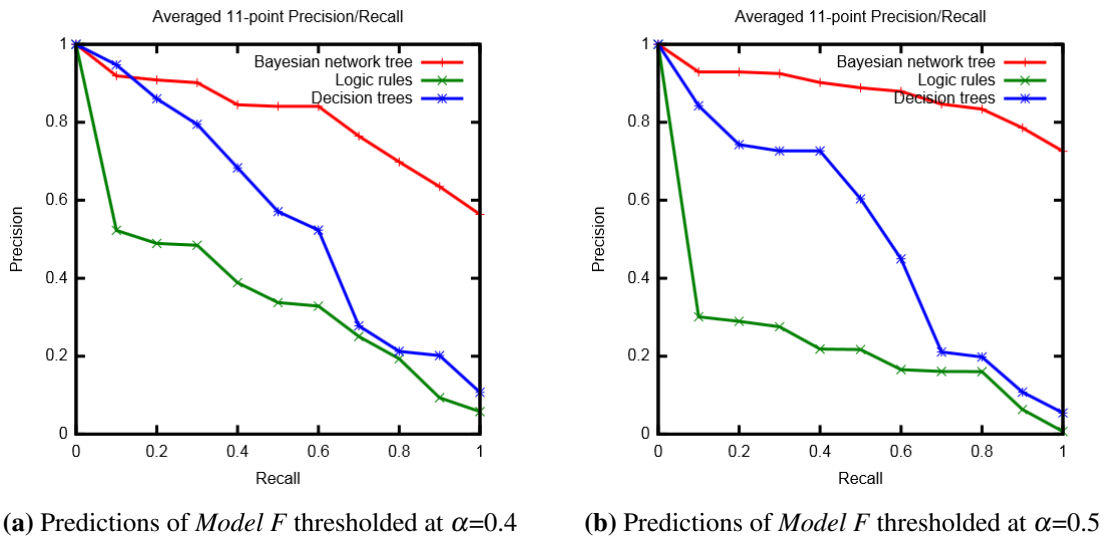 Averaged 11-point Precision/Recall
1
0.8
0.6
0.4
0.2
0
Precision
Bayesian network tree
Logic rules
Decision trees
0 0.2 0.4 0.6 0.8 1
Recall
(a) Predictions of Model F thresholded at α=0.4
Averaged 11-point Precision/Recall
1
0.8
0.6
0.4
0.2
0
Precision
Bayesian network tree
Logic rules
Decision trees
0 0.2 0.4 0.6 0.8 1
Recall
(b) Predictions of Model F thresholded at α=0.5